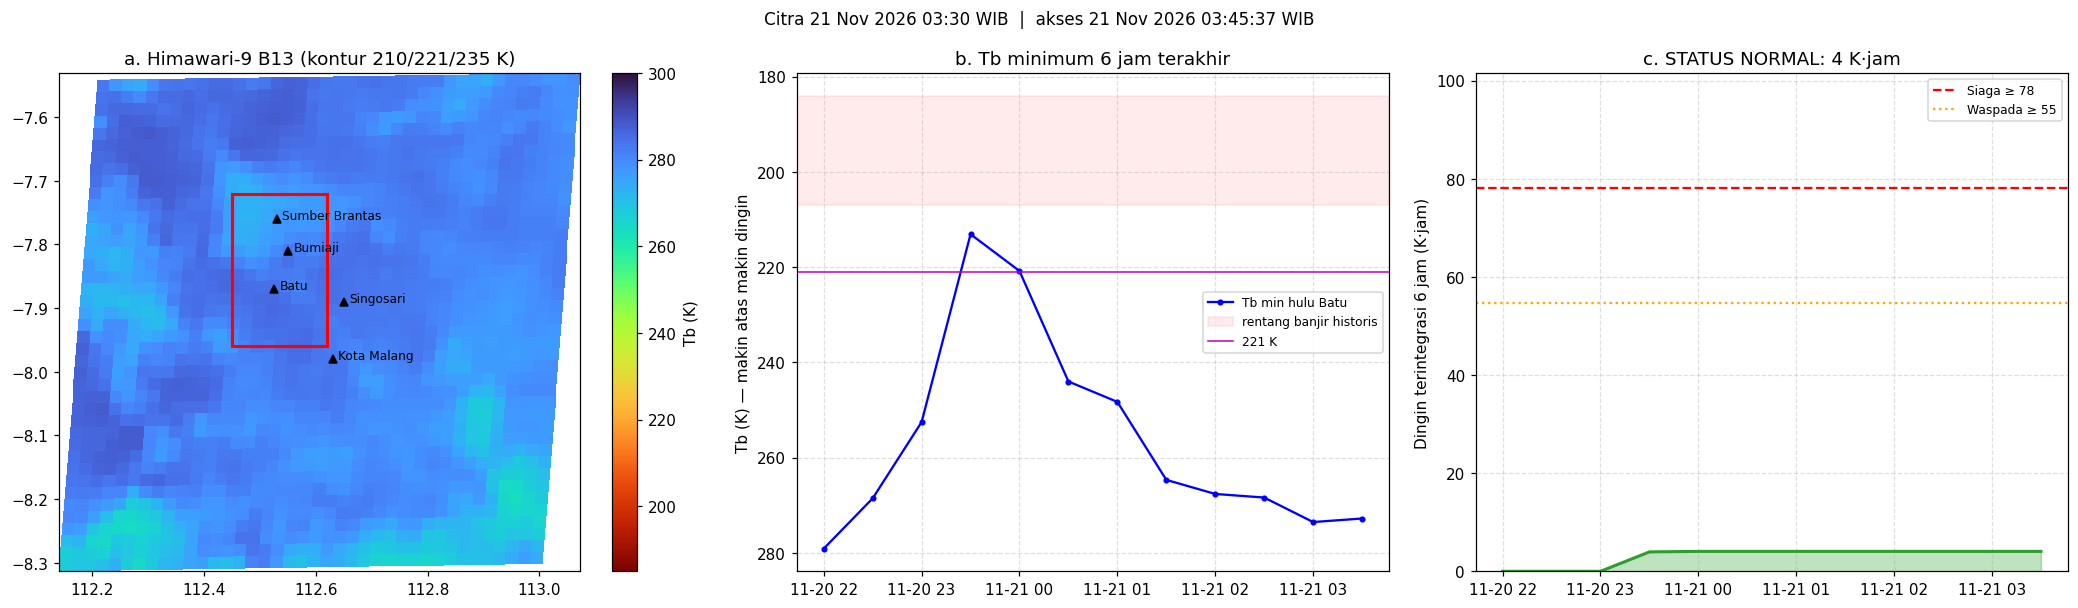 Citra 21 Nov 2026 03:30 WIB | akses 21 Nov 2026 03:45:37 WIB
a. Himawari-9 B13 (kontur 210/221/235 K)
−7.6
−7.7
−7.8
−7.9
−8.0
−8.1
−8.2
−8.3
112.2
112.4
112.6
112.8
113.0
Sumber Brantas
Bumiaji
Batu
Singosari
Kota Malang
300
280
260
240
220
200
Tb (K)
b. Tb minimum 6 jam terakhir
Tb (K) — makin atas makin dingin
180
200
220
240
260
280
Tb min hulu Batu
rentang banjir historis
221 K
11-20 22
11-20 23
11-21 00
11-21 01
11-21 02
11-21 03
c. STATUS NORMAL: 4 K·jam
Dingin terintegrasi 6 jam (K·jam)
100
80
60
40
20
0
Siaga ≥ 78
Waspada ≥ 55
11-20 22
11-20 23
11-21 00
11-21 01
11-21 02
11-21 03